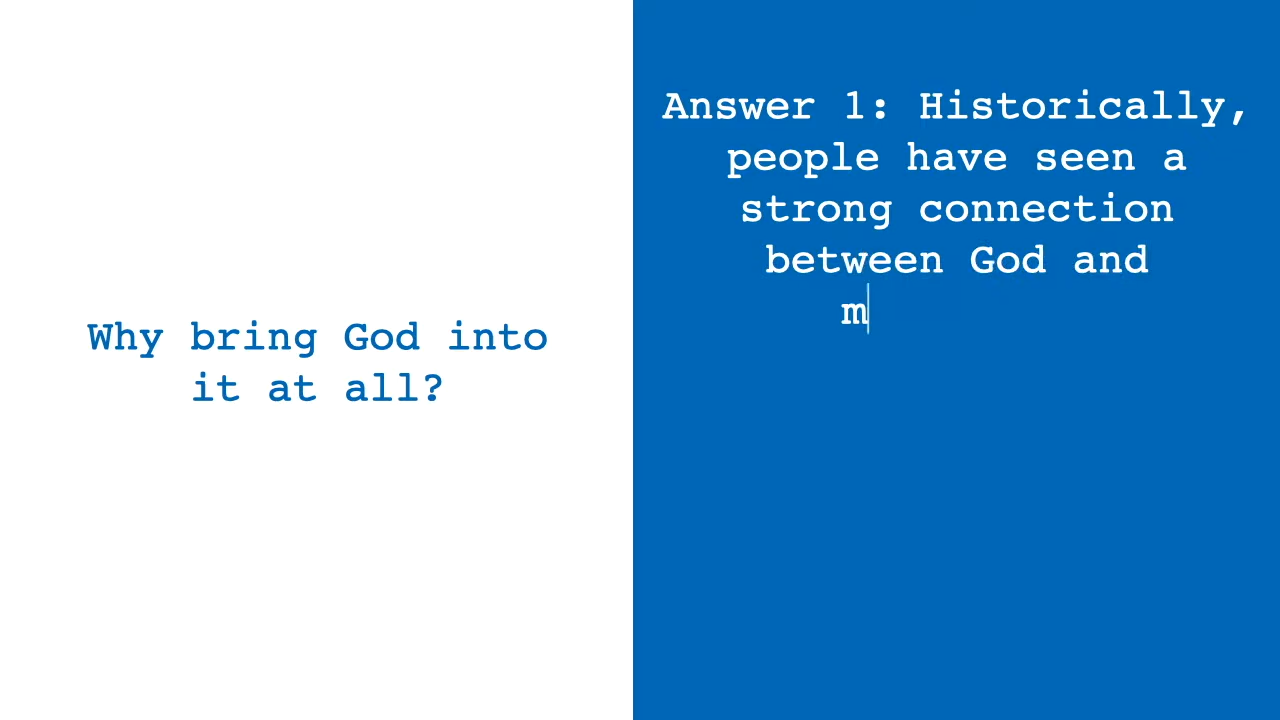 Why bring God into
it at all?
Answer 1: Historically,
people have seen a
strong connection
between God and
m